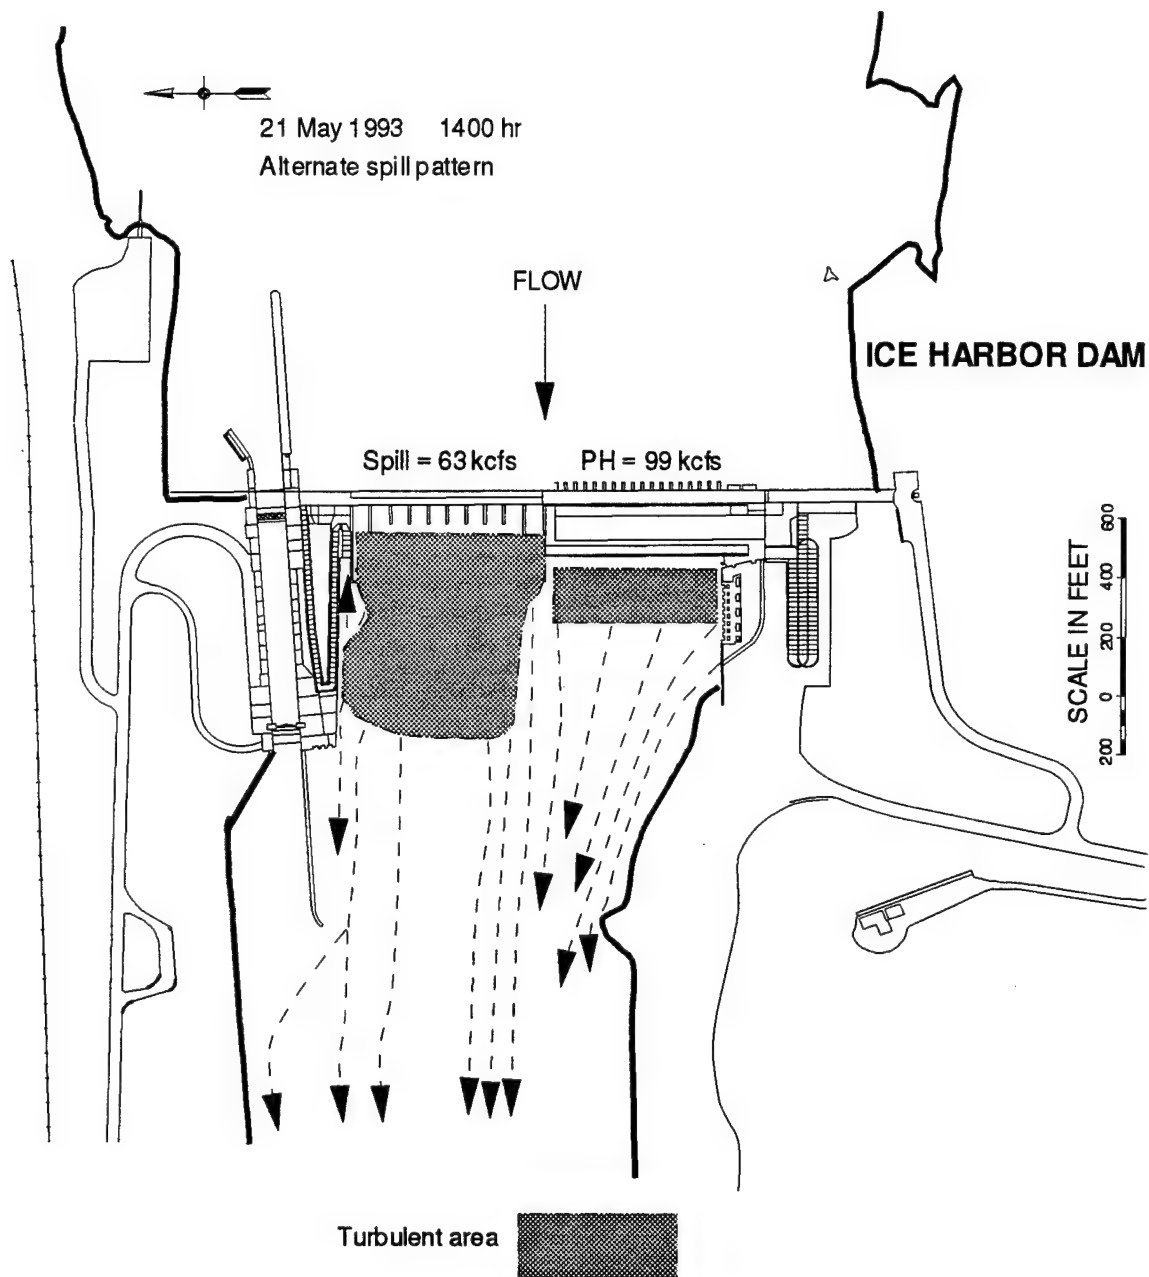 21 May 1993 1400 hr
Alternate spill pattern
FLOW
ICE HARBOR DAM
Spill = 63 kcfs PH = 99 kcfs
SCALE IN FEET
600
400
200
0
200
Turbulent area